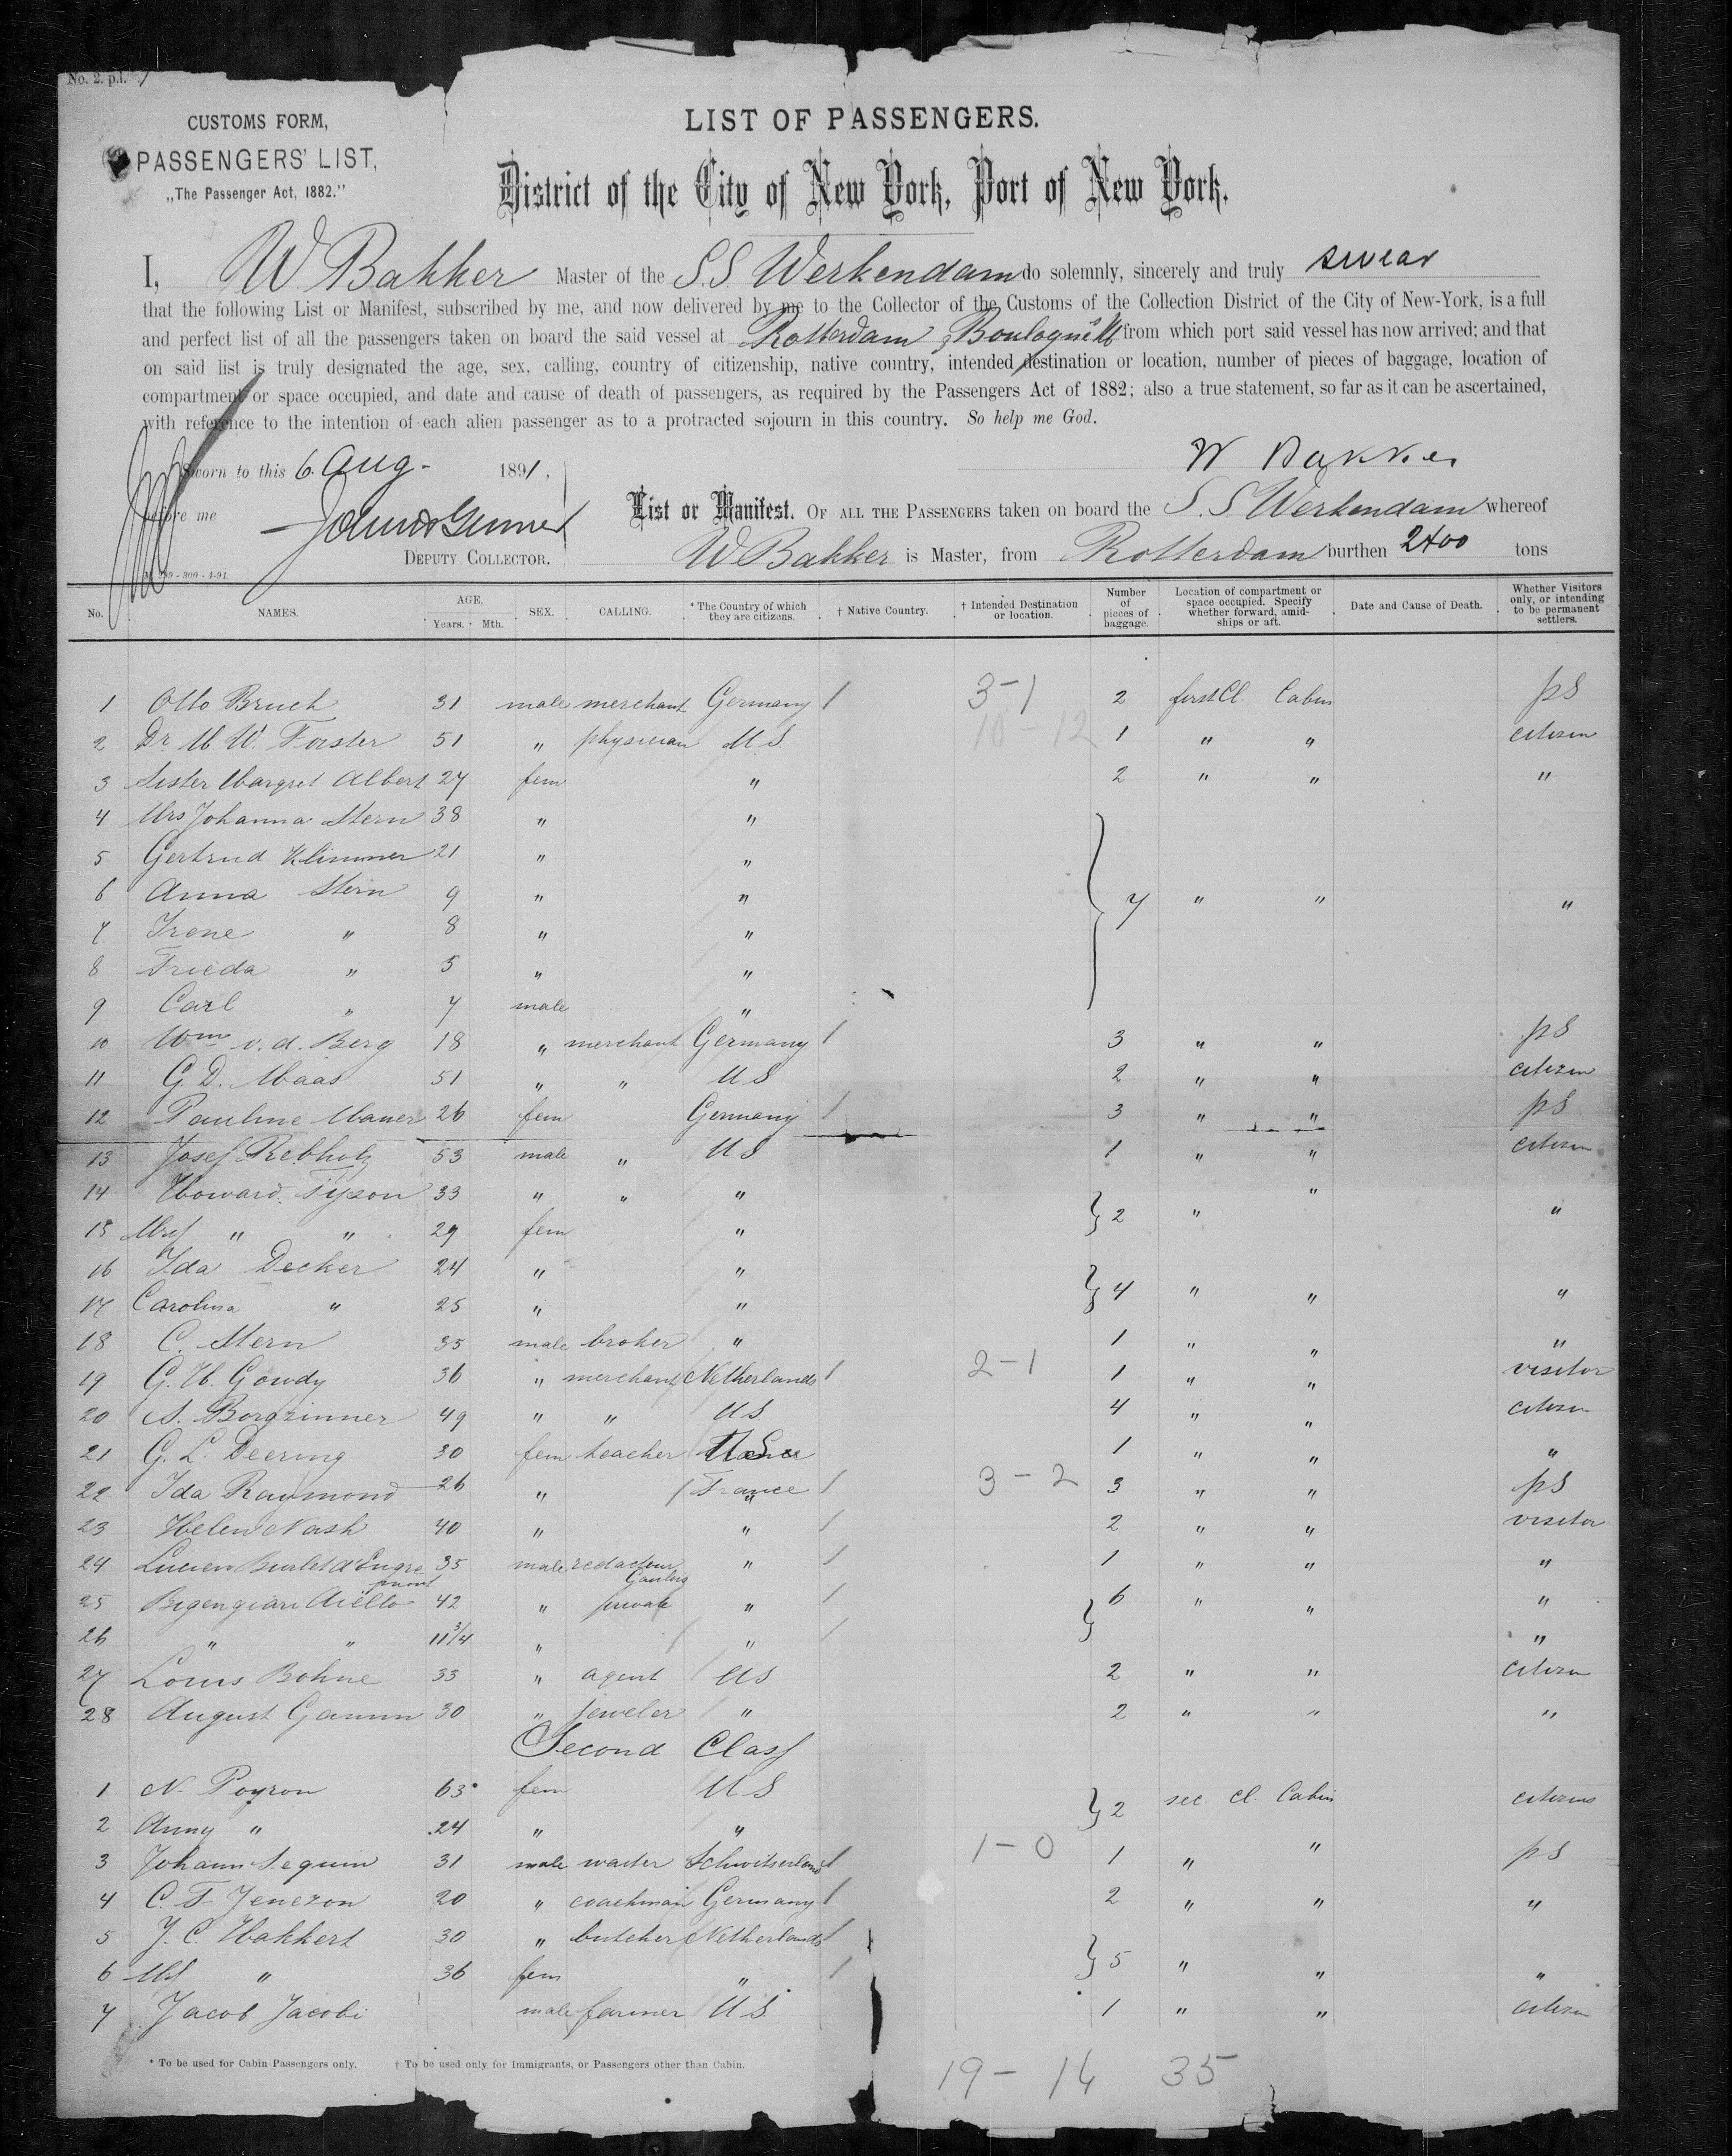 No. 2. p.l. 1
CUSTOMS FORM,
PASSENGERS' LIST,
„The Passenger Act, 1882."
LIST OF PASSENGERS.
District of the City of New York, Port of New York.
I, W Bakker Master of the S.S. Werkendam do solemnly, sincerely and truly swear
that the following List or Manifest, subscribed by me, and now delivered by me to the Collector of the Customs of the Collection District of the City of New-York, is a full
and perfect list of all the passengers taken on board the said vessel at Rotterdam & Boulogne from which port said vessel has now arrived; and that
on said list is truly designated the age, sex, calling, country of citizenship, native country, intended destination or location, number of pieces of baggage, location of
compartment or space occupied, and date and cause of death of passengers, as required by the Passengers Act of 1882; also a true statement, so far as it can be ascertained,
with reference to the intention of each alien passenger as to a protracted sojourn in this country. So help me God.
Sworn to this 6 Aug. 1891,
W Bakker
before me
DEPUTY COLLECTOR.
List or Manifest. OF ALL THE PASSENGERS taken on board the S.S Werkendam whereof
W Bakker is Master, from Rotterdam burthen 2400 tons
No. NAMES. AGE. Years. Mth. SEX. CALLING. * The Country of which they are citizens. † Native Country. † Intended Destination or location. Number of pieces of baggage. Location of compartment or space occupied. Specify whether forward, amidships or aft. Date and Cause of Death. Whether Visitors only, or intending to be permanent settlers.
1 Otto Bruch 31 male merchant Germany / 3-1 2 first Cl. Cabin pS
2 Dr M W. Forster 51 " physician U.S. 10 12 1 " " citizen
3 Sister Margret Albert 27 fem " 2 " " "
4 Mrs Johanna Stern 38 " "
5 Gertrud Klimmer 21 " "
6 Anna Stern 9 " " } 7 " " "
7 Irene " 8 " "
8 Frieda " 5 " "
9 Carl " 7 male "
10 Wm v. d. Berg 18 " merchant Germany / 3 " " pS
11 G. D. Maas 51 " " U S 2 " " citizen
12 Pauline Mauer 26 fem Germany / 3 " " pS
13 Josef Rebholz 53 male " U S 1 " " citizen
14 Howard Tyson 33 " " " } 2 " " "
15 Mrs " " 29 fem "
16 Ida Decker 24 " " } 4 " " "
17 Carolina " 25 " "
18 C. Stern 35 male broker " 1 " " "
19 G. H. Gowdy 36 " merchant Netherlands / 2-1 1 " " visitor
20 S. Borgzinner 49 " " U S 4 " " citizen
21 G. L. Deering 30 fem teacher 1 " " "
22 Ida Raymond 26 " / France / 3-2 3 " " pS
23 Helen Nash 40 " " / 2 " " visitor
24 Lucien 35 male redacteur Gaulois " / 1 " " "
25 Aiello 42 " private " / } 6 " " "
26 " " 11 3/4 " " / "
27 Louis Bohne 33 " agent U S 2 " " citizen
28 August Gamm 30 " jeweler " 2 " " "
Second Class
1 N. Peyron 63 fem U S } 2 sec. Cl. Cabin citizens
2 Anny " 24 " "
3 Johann Seguin 31 male waiter Schwitserland / 1-0 1 " " pS
4 C. F. Jenezon 20 " coachman Germany / 2 " " "
5 J. C. Hakkert 30 " butcher Netherlands / } 5 " " "
6 Mrs " 36 fem " /
7 Jacob Jacobi male farmer U S. 1 " " citizen
* To be used for Cabin Passengers only. † To be used only for Immigrants, or Passengers other than Cabin.
19 - 16 35